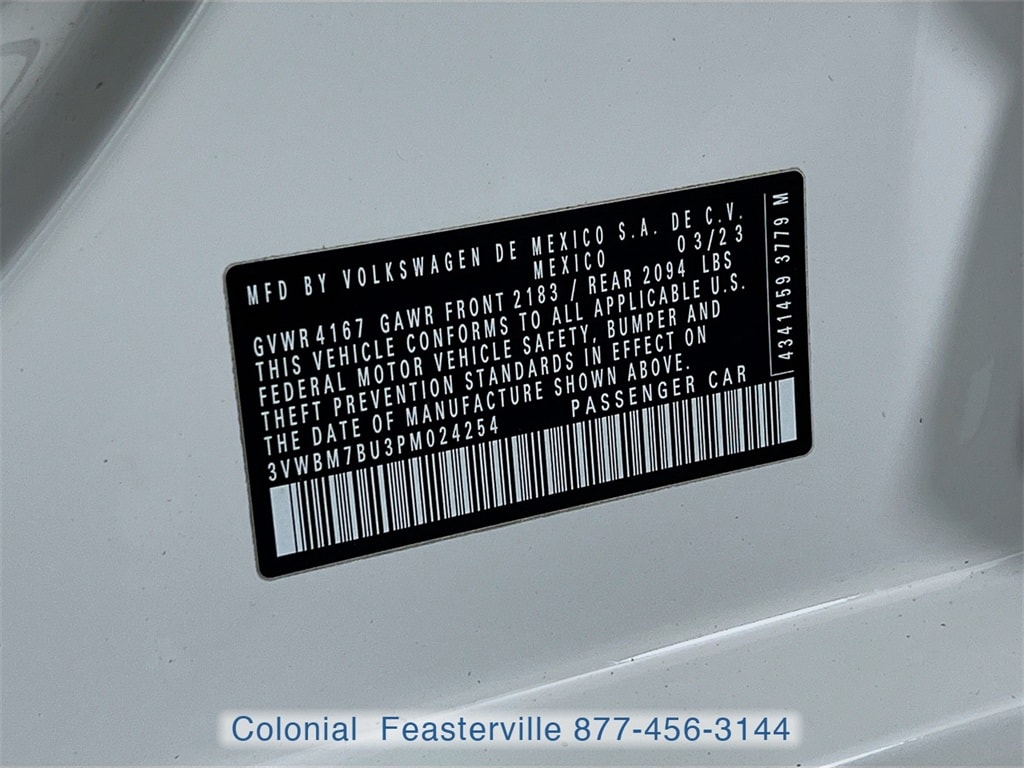 MFD BY VOLKSWAGEN DE MEXICO S.A. DE C.V.
MEXICO 03/23
GVWR 4167 GAWR FRONT 2183 / REAR 2094 LBS
THIS VEHICLE CONFORMS TO ALL APPLICABLE U.S.
FEDERAL MOTOR VEHICLE SAFETY, BUMPER AND
THEFT PREVENTION STANDARDS IN EFFECT ON
THE DATE OF MANUFACTURE SHOWN ABOVE.
3VWBM7BU3PM024254 PASSENGER CAR
4341459 3779 M
Colonial Feasterville 877-456-3144